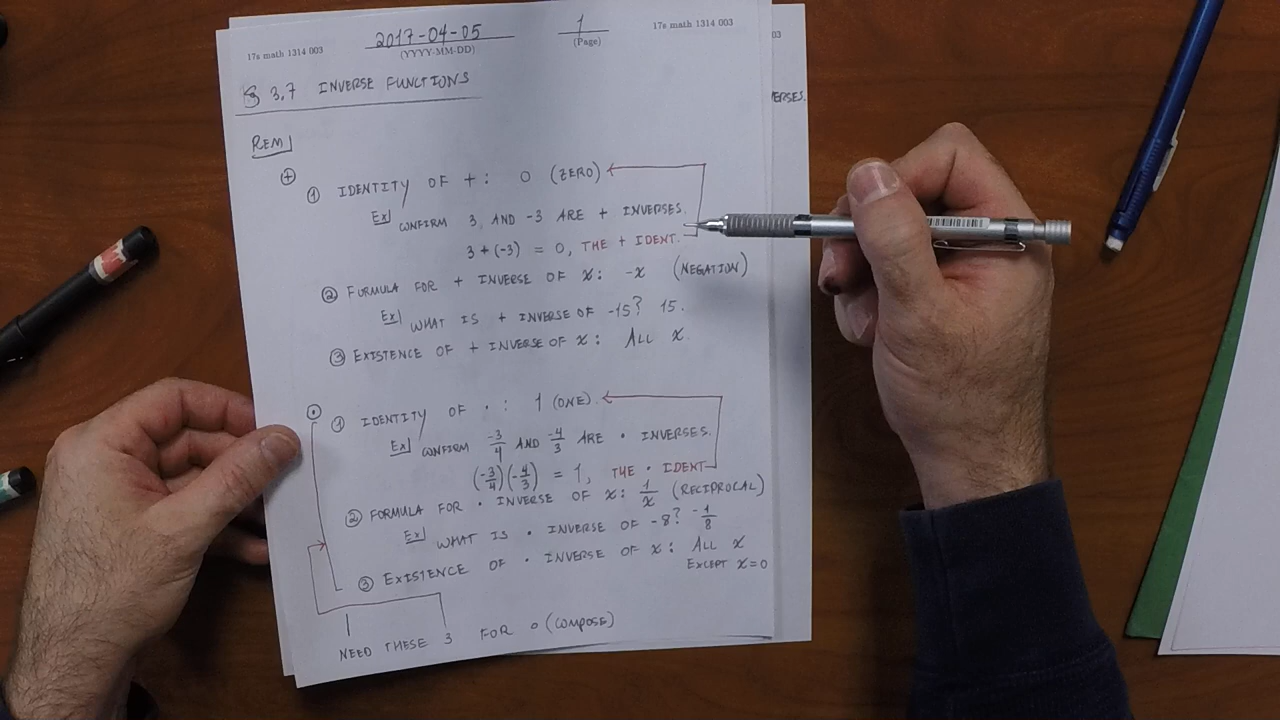 17s math 1314 003
2017-04-05
(YYYY-MM-DD)
1
(Page)
17s math 1314 003
03
§ 3.7 INVERSE FUNCTIONS
ERSES.
REM
+
① IDENTITY OF +: 0 (ZERO)
EX CONFIRM 3, AND -3 ARE + INVERSES.
3+(-3) = 0, THE + IDENT.
② FORMULA FOR + INVERSE OF x: -x (NEGATION)
EX WHAT IS + INVERSE OF -15? 15.
③ EXISTENCE OF + INVERSE OF x: ALL x.
·
① IDENTITY OF ·: 1 (ONE).
EX CONFIRM -3/4 AND -4/3 ARE · INVERSES.
(-3/4)(-4/3) = 1, THE · IDENT
② FORMULA FOR · INVERSE OF x: 1/x (RECIPROCAL)
EX WHAT IS · INVERSE OF -8? -1/8
③ EXISTENCE OF · INVERSE OF x: ALL x
EXCEPT x=0
NEED THESE 3 FOR ∘ (COMPOSE)